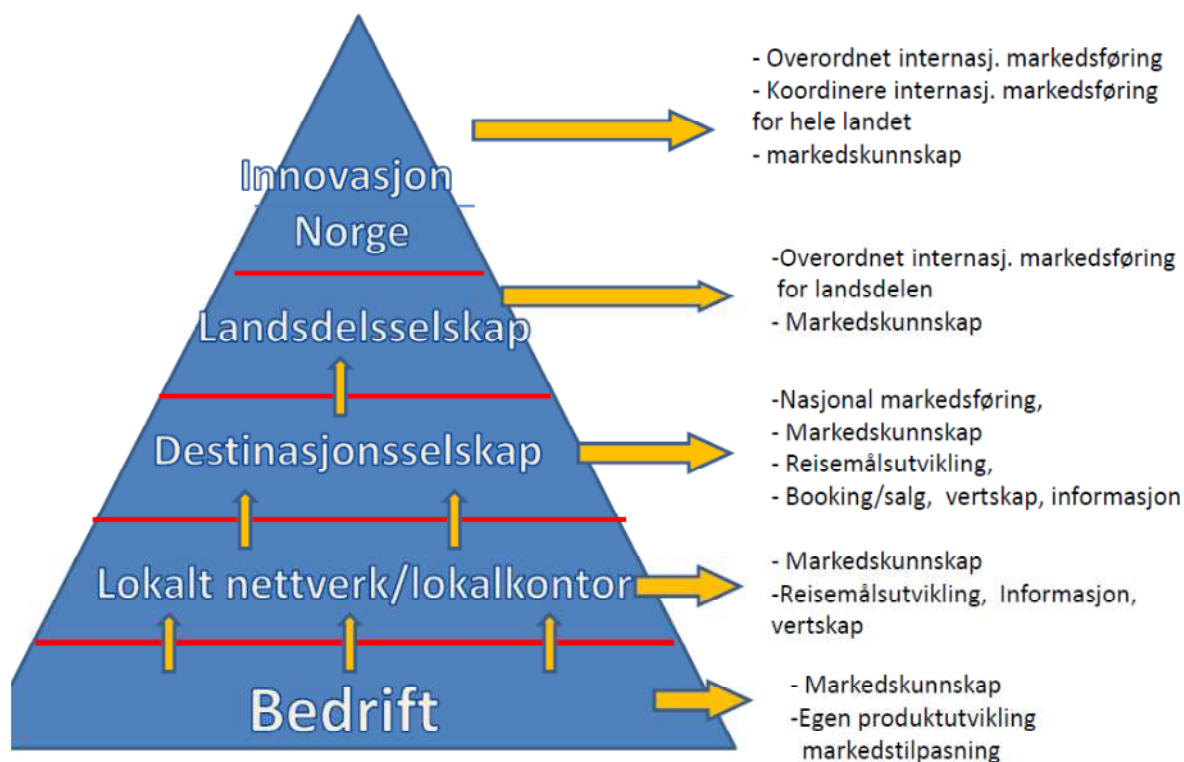 - Overordnet internasj. markedsføring
- Koordinere internasj. markedsføring
for hele landet
- markedskunnskap
Innovasjon
Norge
-Overordnet internasj. markedsføring
for landsdelen
- Markedskunnskap
Landsdelsselskap
-Nasjonal markedsføring,
- Markedskunnskap
- Reisemålsutvikling,
- Booking/salg, vertskap, informasjon
Destinasjonsselskap
- Markedskunnskap
-Reisemålsutvikling, Informasjon,
vertskap
Lokalt nettverk/lokalkontor
- Markedskunnskap
-Egen produktutvikling
markedstilpasning
Bedrift